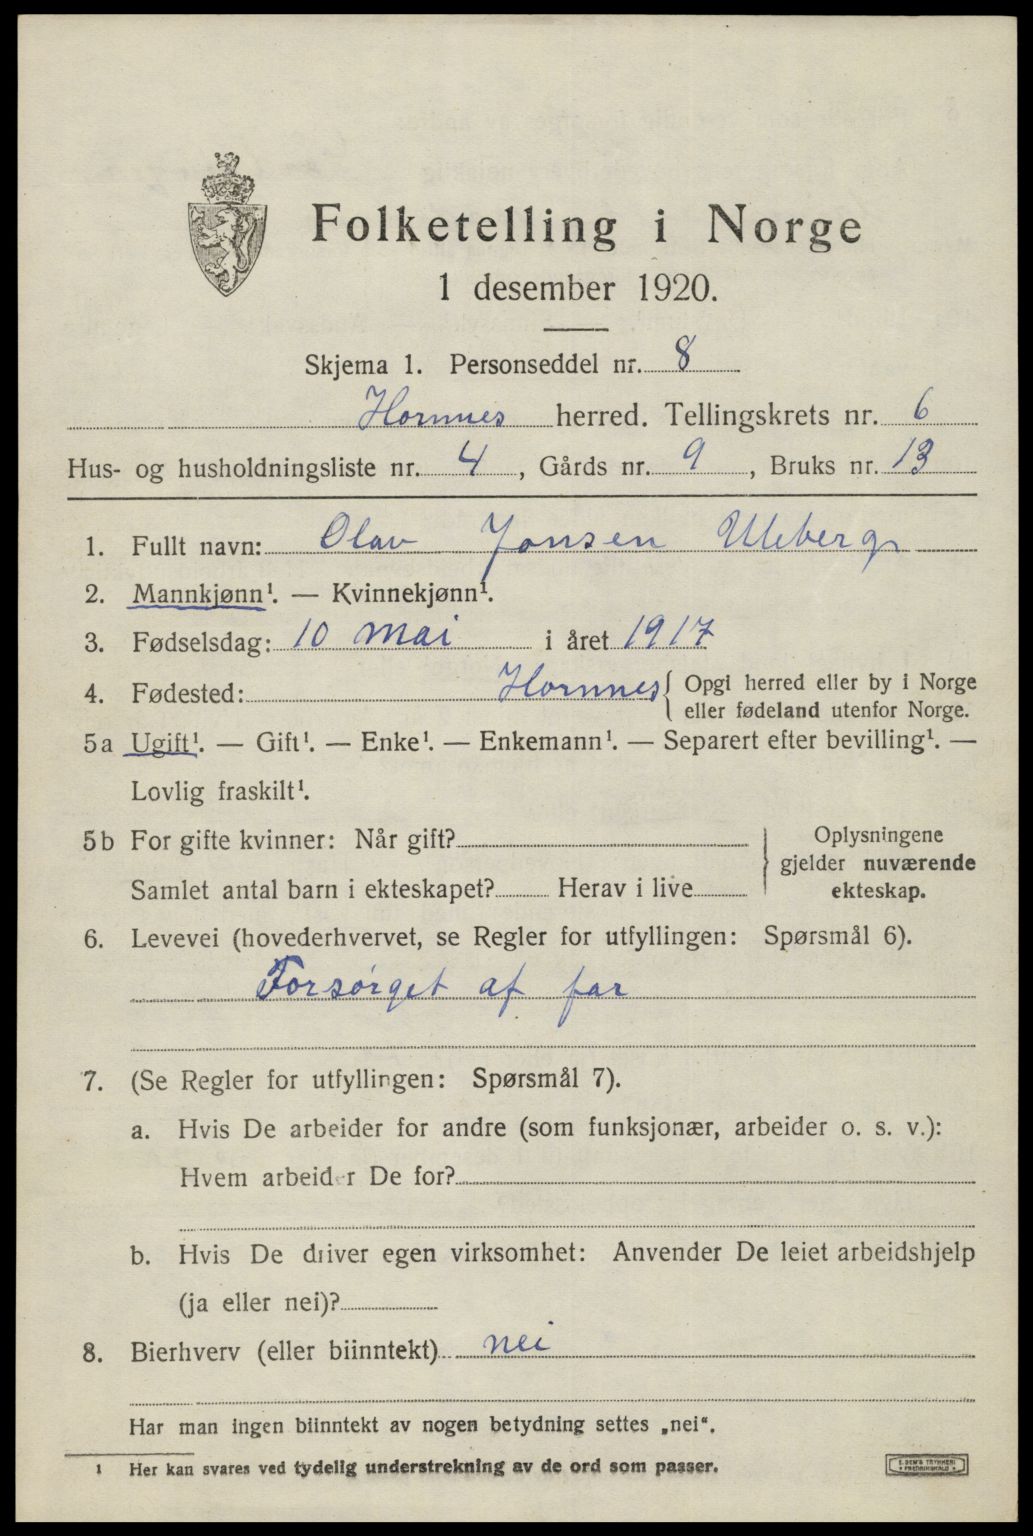 Folketelling i Norge
1 desember 1920.
Skjema 1. Personseddel nr. 8
Hornnes herred. Tellingskrets nr. 6
Hus- og husholdningsliste nr. 4, Gårds nr. 9, Bruks nr. 13
1. Fullt navn: Olav Jonsen Uleberg
2. Mannkjønn¹. — Kvinnekjønn¹.
3. Fødselsdag: 10 mai i året 1917
4. Fødested: Hornnes { Opgi herred eller by i Norge
eller fødeland utenfor Norge.
5a Ugift¹. — Gift¹. — Enke¹. — Enkemann¹. — Separert efter bevilling¹. —
Lovlig fraskilt¹.
5b For gifte kvinner: Når gift?
Samlet antal barn i ekteskapet? Herav i live
Oplysningene
gjelder nuværende
ekteskap.
6. Levevei (hovederhvervet, se Regler for utfyllingen: Spørsmål 6).
Forsørget af far
7. (Se Regler for utfyllingen: Spørsmål 7).
a. Hvis De arbeider for andre (som funksjonær, arbeider o. s. v.):
Hvem arbeider De for?
b. Hvis De driver egen virksomhet: Anvender De leiet arbeidshjelp
(ja eller nei)?
8. Bierhverv (eller biinntekt) nei
Har man ingen biinntekt av nogen betydning settes „nei“.
1 Her kan svares ved tydelig understrekning av de ord som passer.